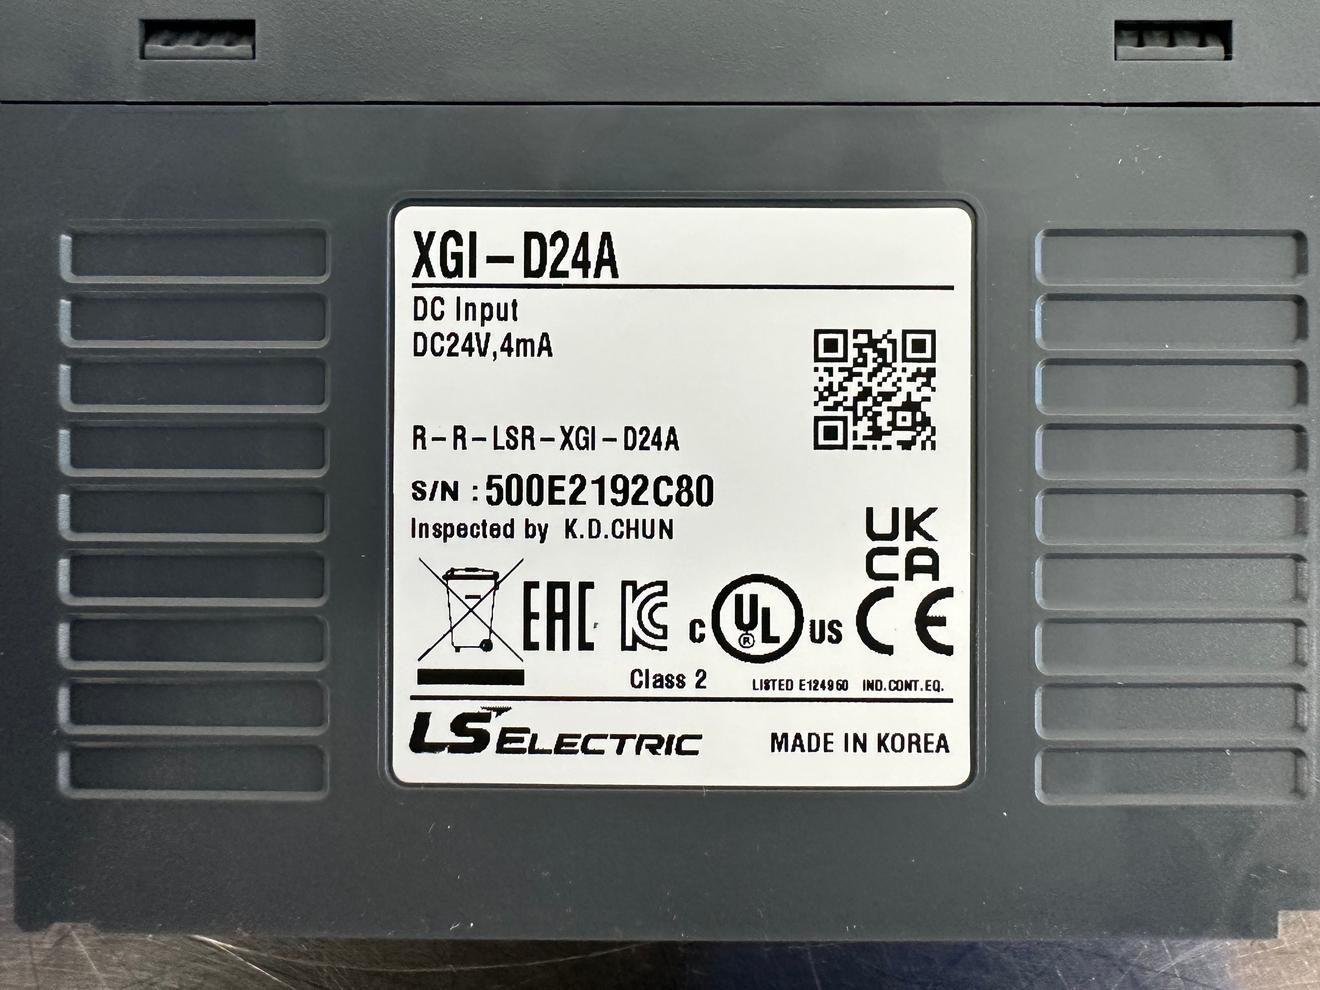 XGI-D24A
DC Input
DC24V,4mA
R-R-LSR-XGI-D24A
S/N :500E2192C80
Inspected by K.D.CHUN
UK
CA
EAC KC c UL ® US CE
Class 2 LISTED E124960 IND.CONT.EQ.
LS ELECTRIC MADE IN KOREA